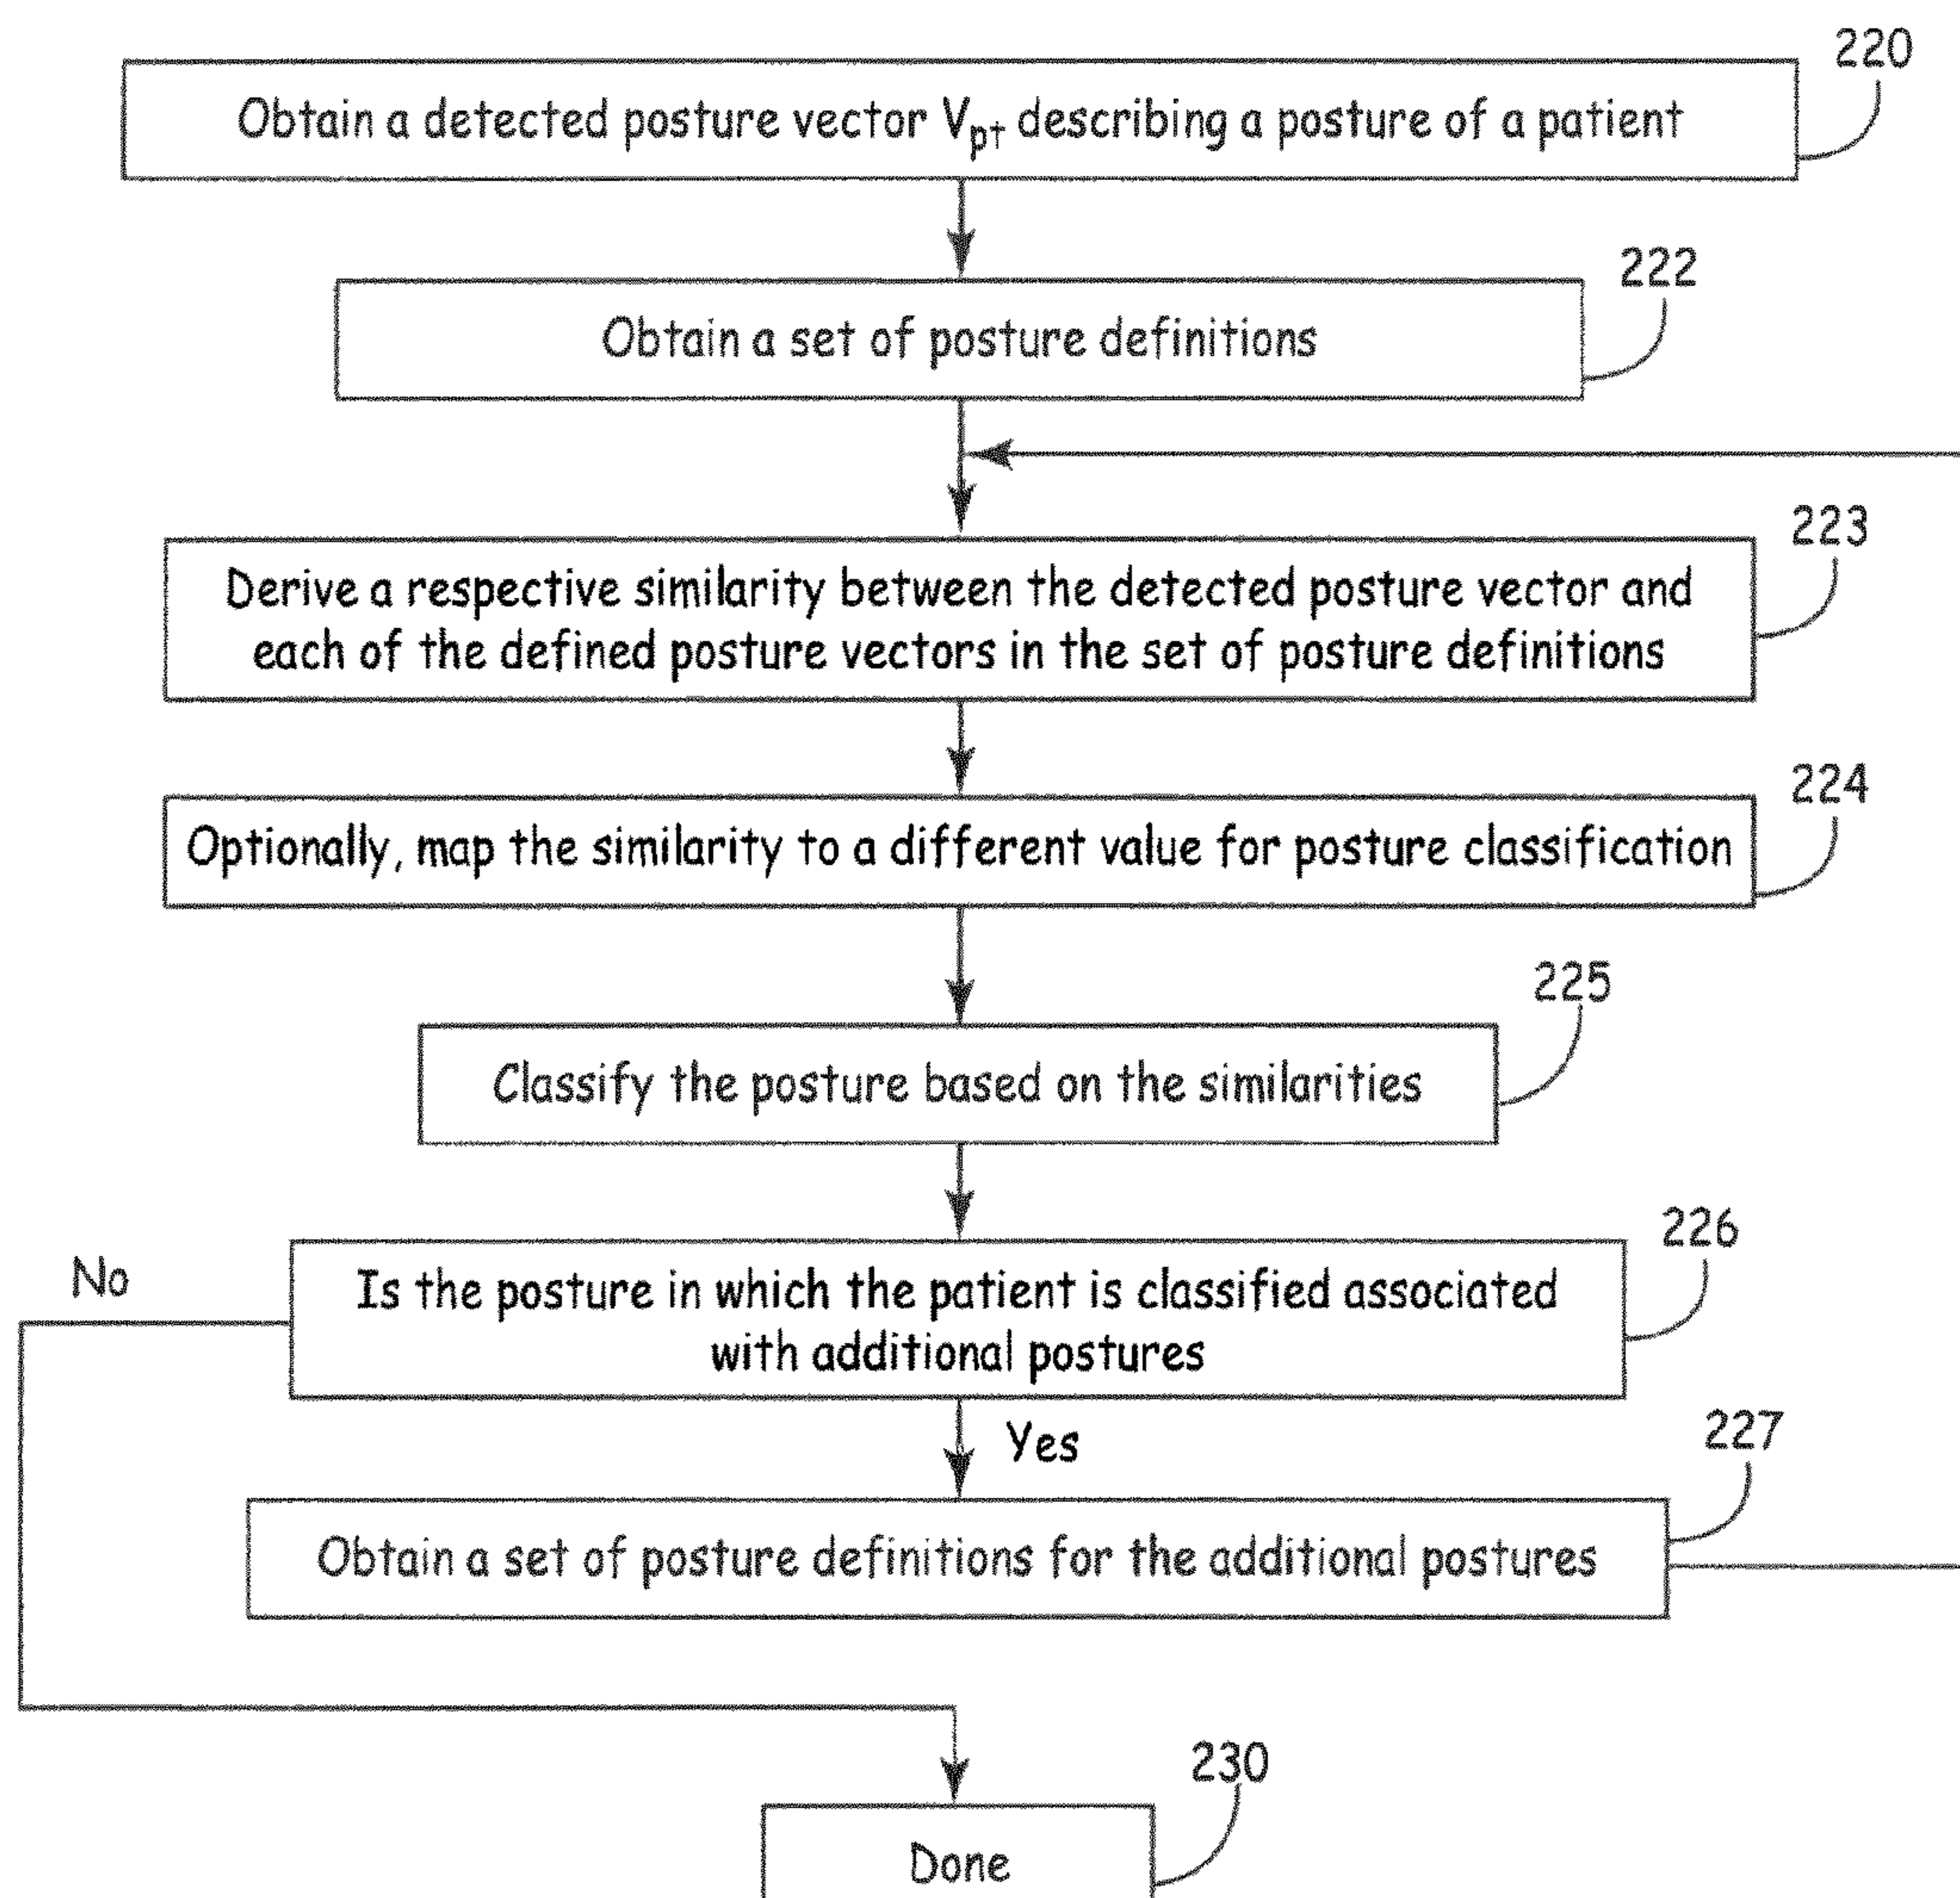 220
Obtain a detected posture vector Vpt describing a posture of a patient
222
Obtain a set of posture definitions
223
Derive a respective similarity between the detected posture vector and
each of the defined posture vectors in the set of posture definitions
224
Optionally, map the similarity to a different value for posture classification
225
Classify the posture based on the similarities
226
No
Is the posture in which the patient is classified associated
with additional postures
Yes
227
Obtain a set of posture definitions for the additional postures
230
Done